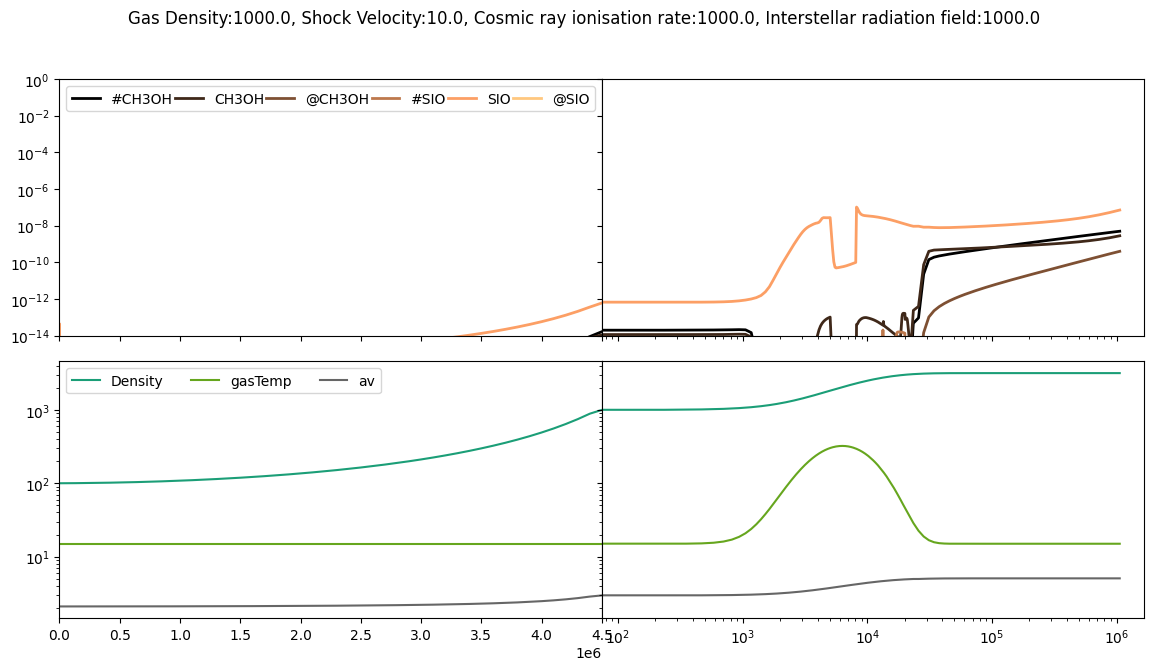 Gas Density:1000.0, Shock Velocity:10.0, Cosmic ray ionisation rate:1000.0, Interstellar radiation field:1000.0
10^0
10^-2
10^-4
10^-6
10^-8
10^-10
10^-12
10^-14
#CH3OH CH3OH @CH3OH #SIO SIO @SIO
Density gasTemp av
10^3
10^2
10^1
0.0 0.5 1.0 1.5 2.0 2.5 3.0 3.5 4.0 4.5
1e6
10^2 10^3 10^4 10^5 10^6